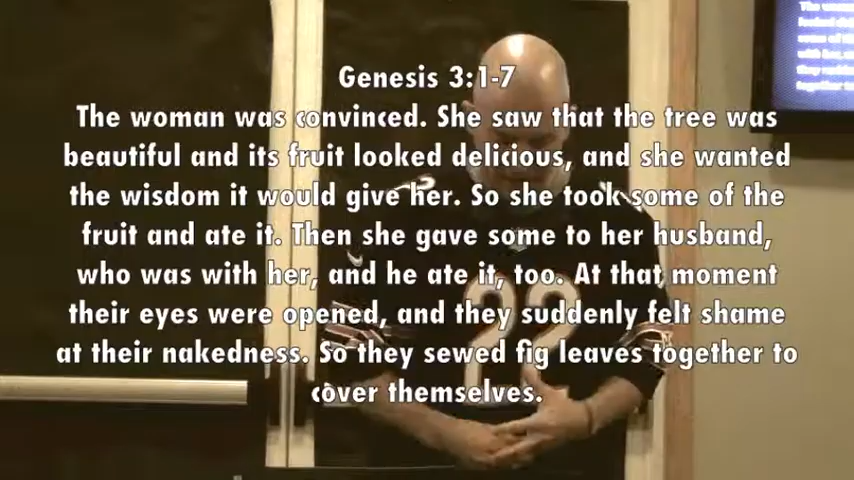 Genesis 3:1-7
The woman was convinced. She saw that the tree was
beautiful and its fruit looked delicious, and she wanted
the wisdom it would give her. So she took some of the
fruit and ate it. Then she gave some to her husband,
who was with her, and he ate it, too. At that moment
their eyes were opened, and they suddenly felt shame
at their nakedness. So they sewed fig leaves together to
cover themselves.
22